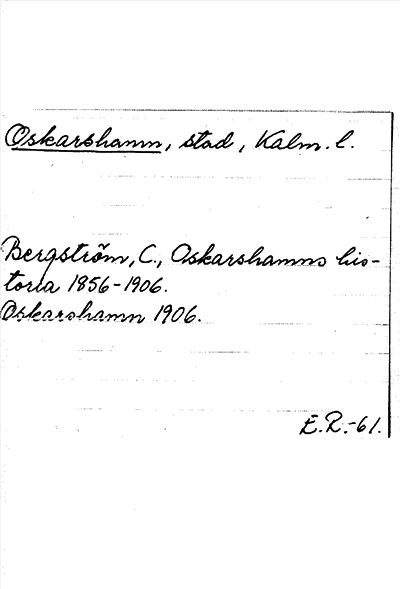 Oskarshamn, stad, Kalm. l.
Bergström, C., Oskarshamns his-
toria 1856-1906.
Oskarshamn 1906.
E.R.-61.